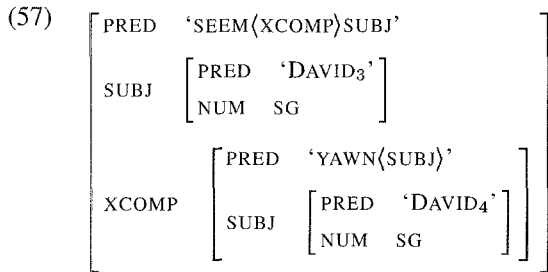 (57)
PRED ‘SEEM⟨XCOMP⟩SUBJ’
SUBJ [PRED ‘DAVID₃’
NUM SG]
XCOMP [PRED ‘YAWN⟨SUBJ⟩’
SUBJ [PRED ‘DAVID₄’
NUM SG]]